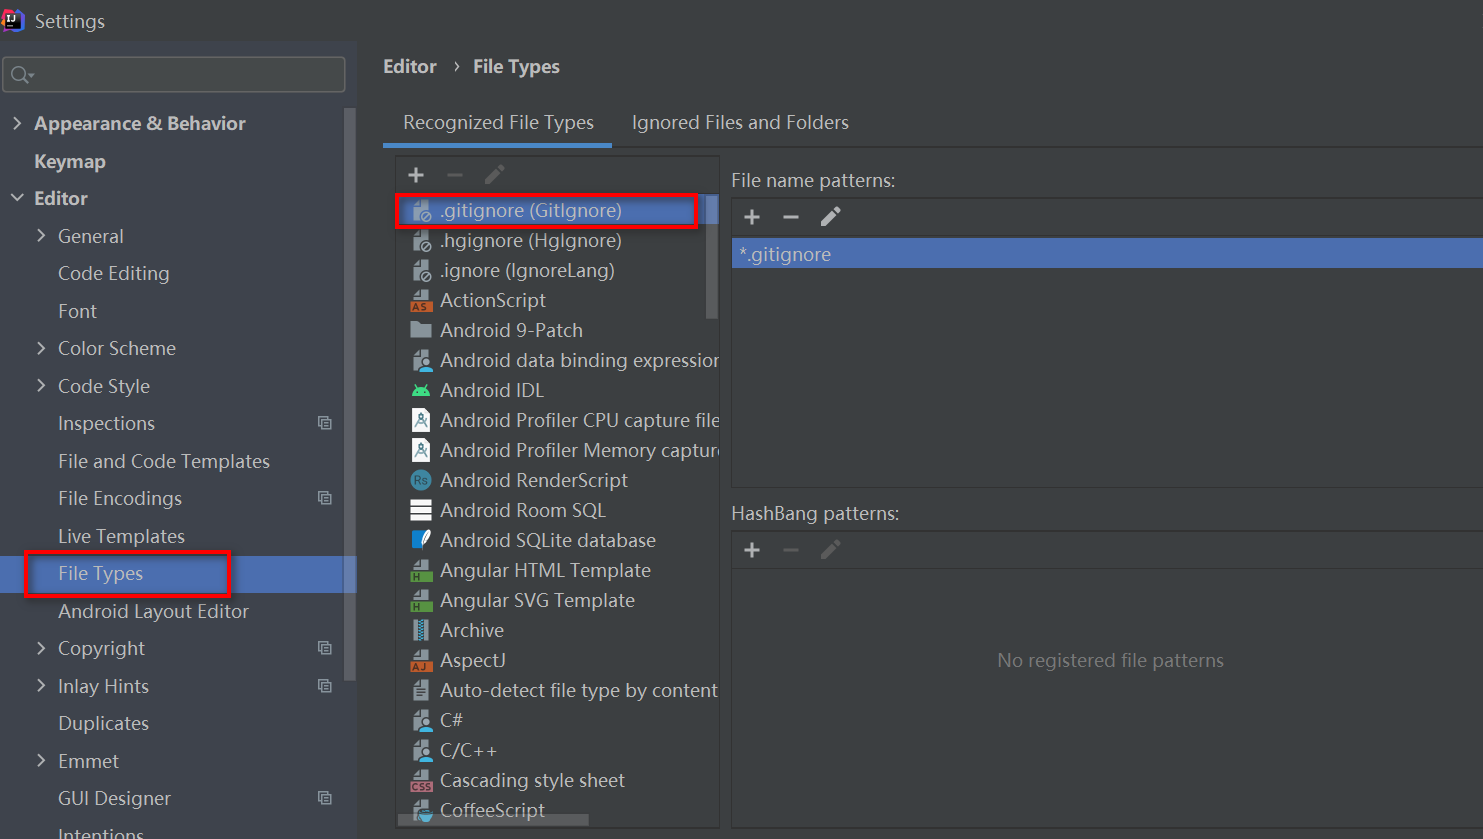 Settings
Appearance & Behavior
Keymap
Editor
General
Code Editing
Font
Color Scheme
Code Style
Inspections
File and Code Templates
File Encodings
Live Templates
File Types
Android Layout Editor
Copyright
Inlay Hints
Duplicates
Emmet
GUI Designer
Intentions
Editor › File Types
Recognized File Types
Ignored Files and Folders
.gitignore (GitIgnore)
.hgignore (HgIgnore)
.ignore (IgnoreLang)
ActionScript
Android 9-Patch
Android data binding expression
Android IDL
Android Profiler CPU capture file
Android Profiler Memory capture
Android RenderScript
Android Room SQL
Android SQLite database
Angular HTML Template
Angular SVG Template
Archive
AspectJ
Auto-detect file type by content
C#
C/C++
Cascading style sheet
CoffeeScript
File name patterns:
*.gitignore
HashBang patterns:
No registered file patterns